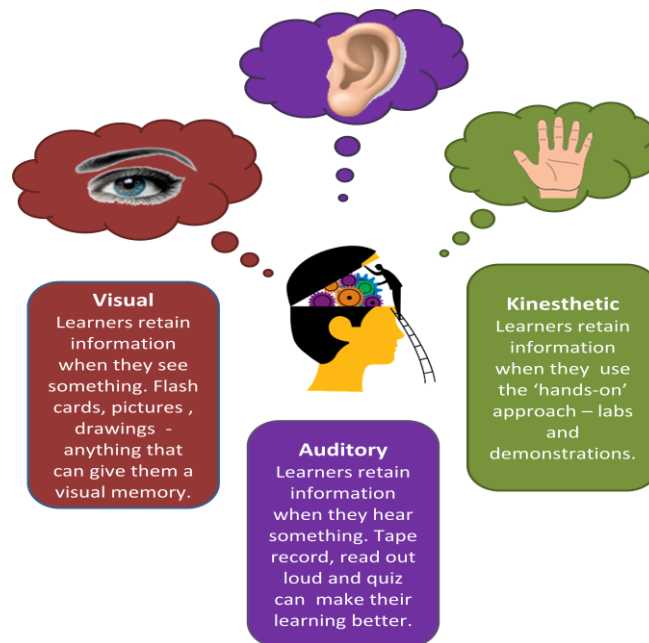 Visual
Learners retain
information
when they see
something. Flash
cards, pictures ,
drawings  -
anything that
can give them a
visual memory.
Auditory
Learners retain
information
when they hear
something. Tape
record, read out
loud and quiz
can  make their
learning better.
Kinesthetic
Learners retain
information
when they  use
the ‘hands-on’
approach – labs
and
demonstrations.